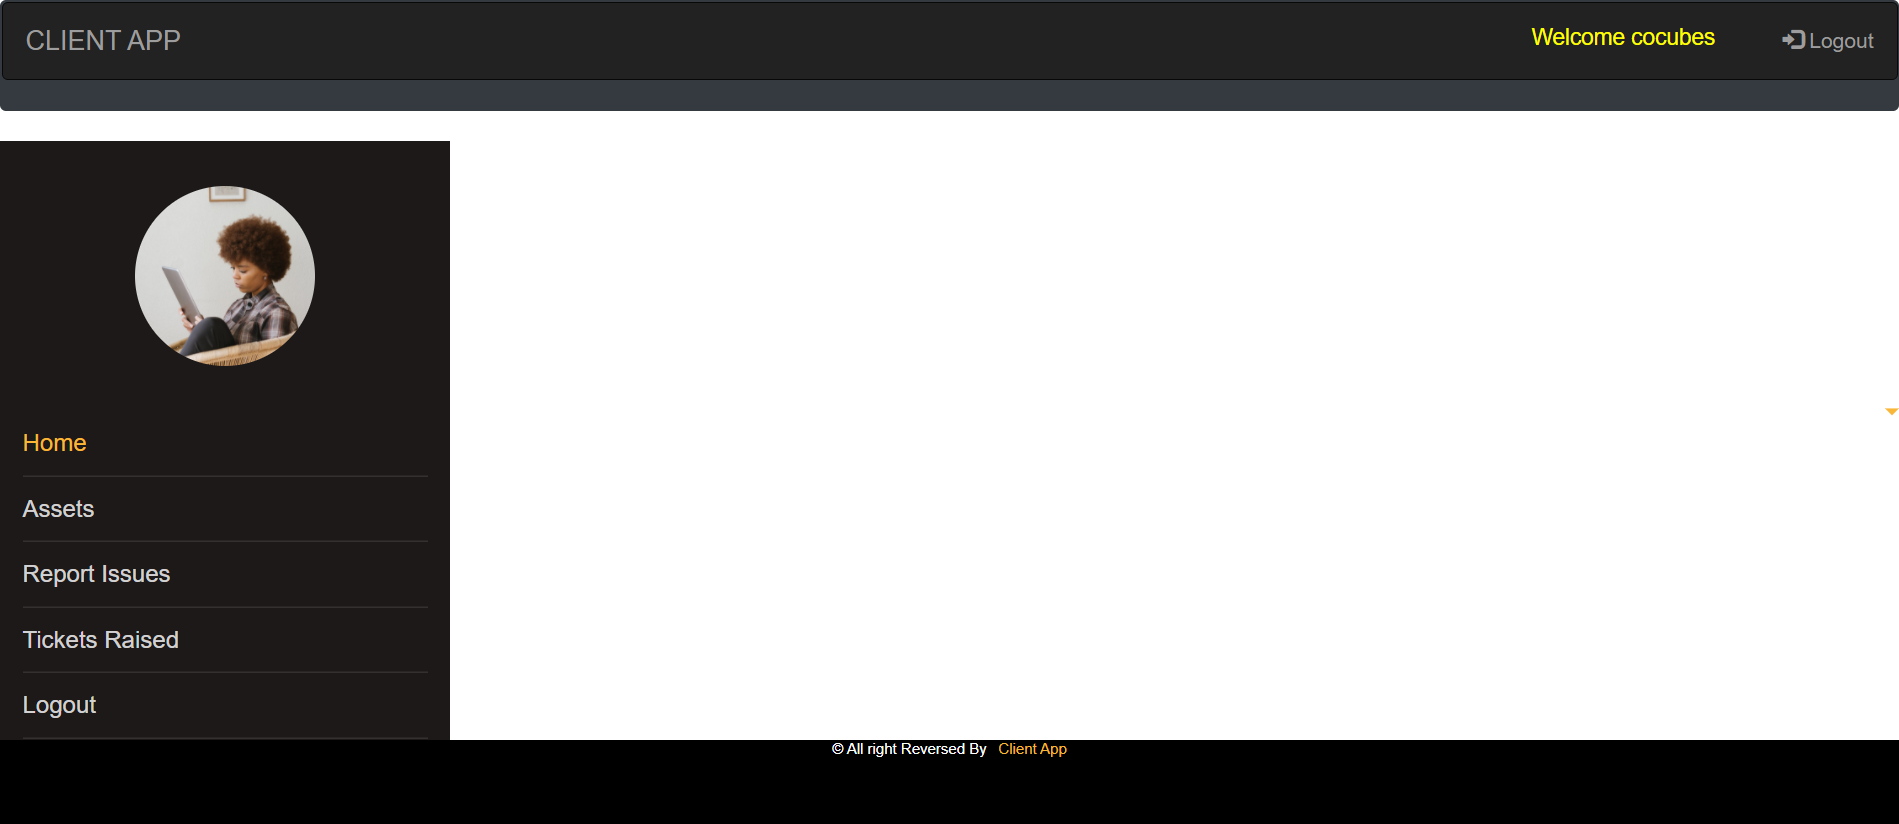 CLIENT APP
Welcome cocubes
Logout
Home
Assets
Report Issues
Tickets Raised
Logout
© All right Reversed By Client App